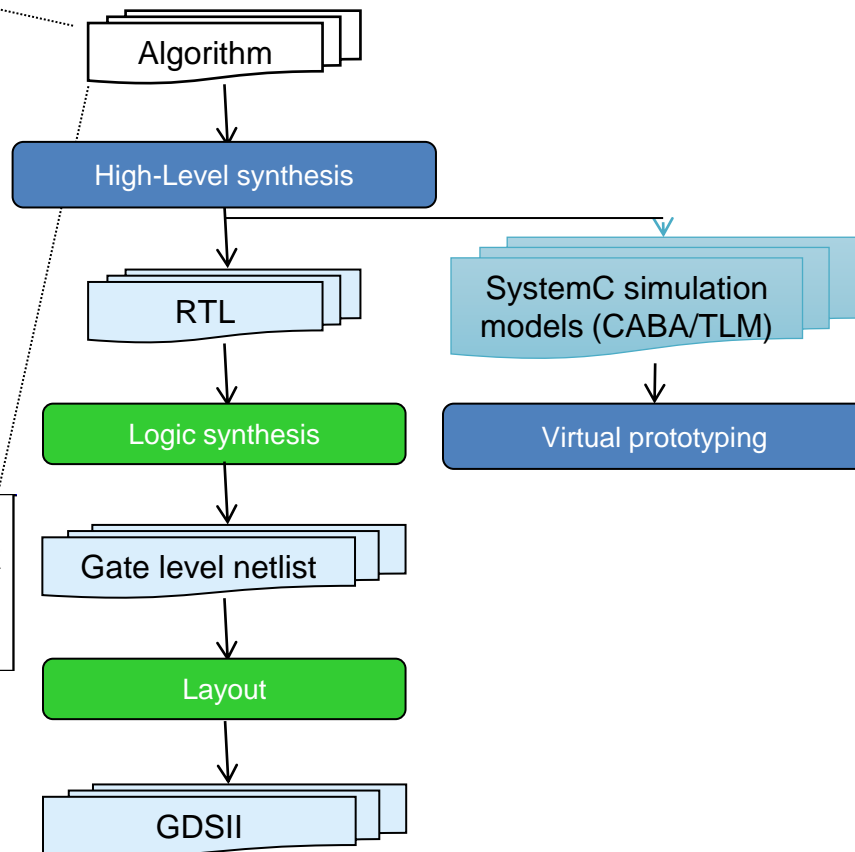 Algorithm
High-Level synthesis
RTL
SystemC simulation
models (CABA/TLM)
Logic synthesis
Virtual prototyping
Gate level netlist
Layout
GDSII